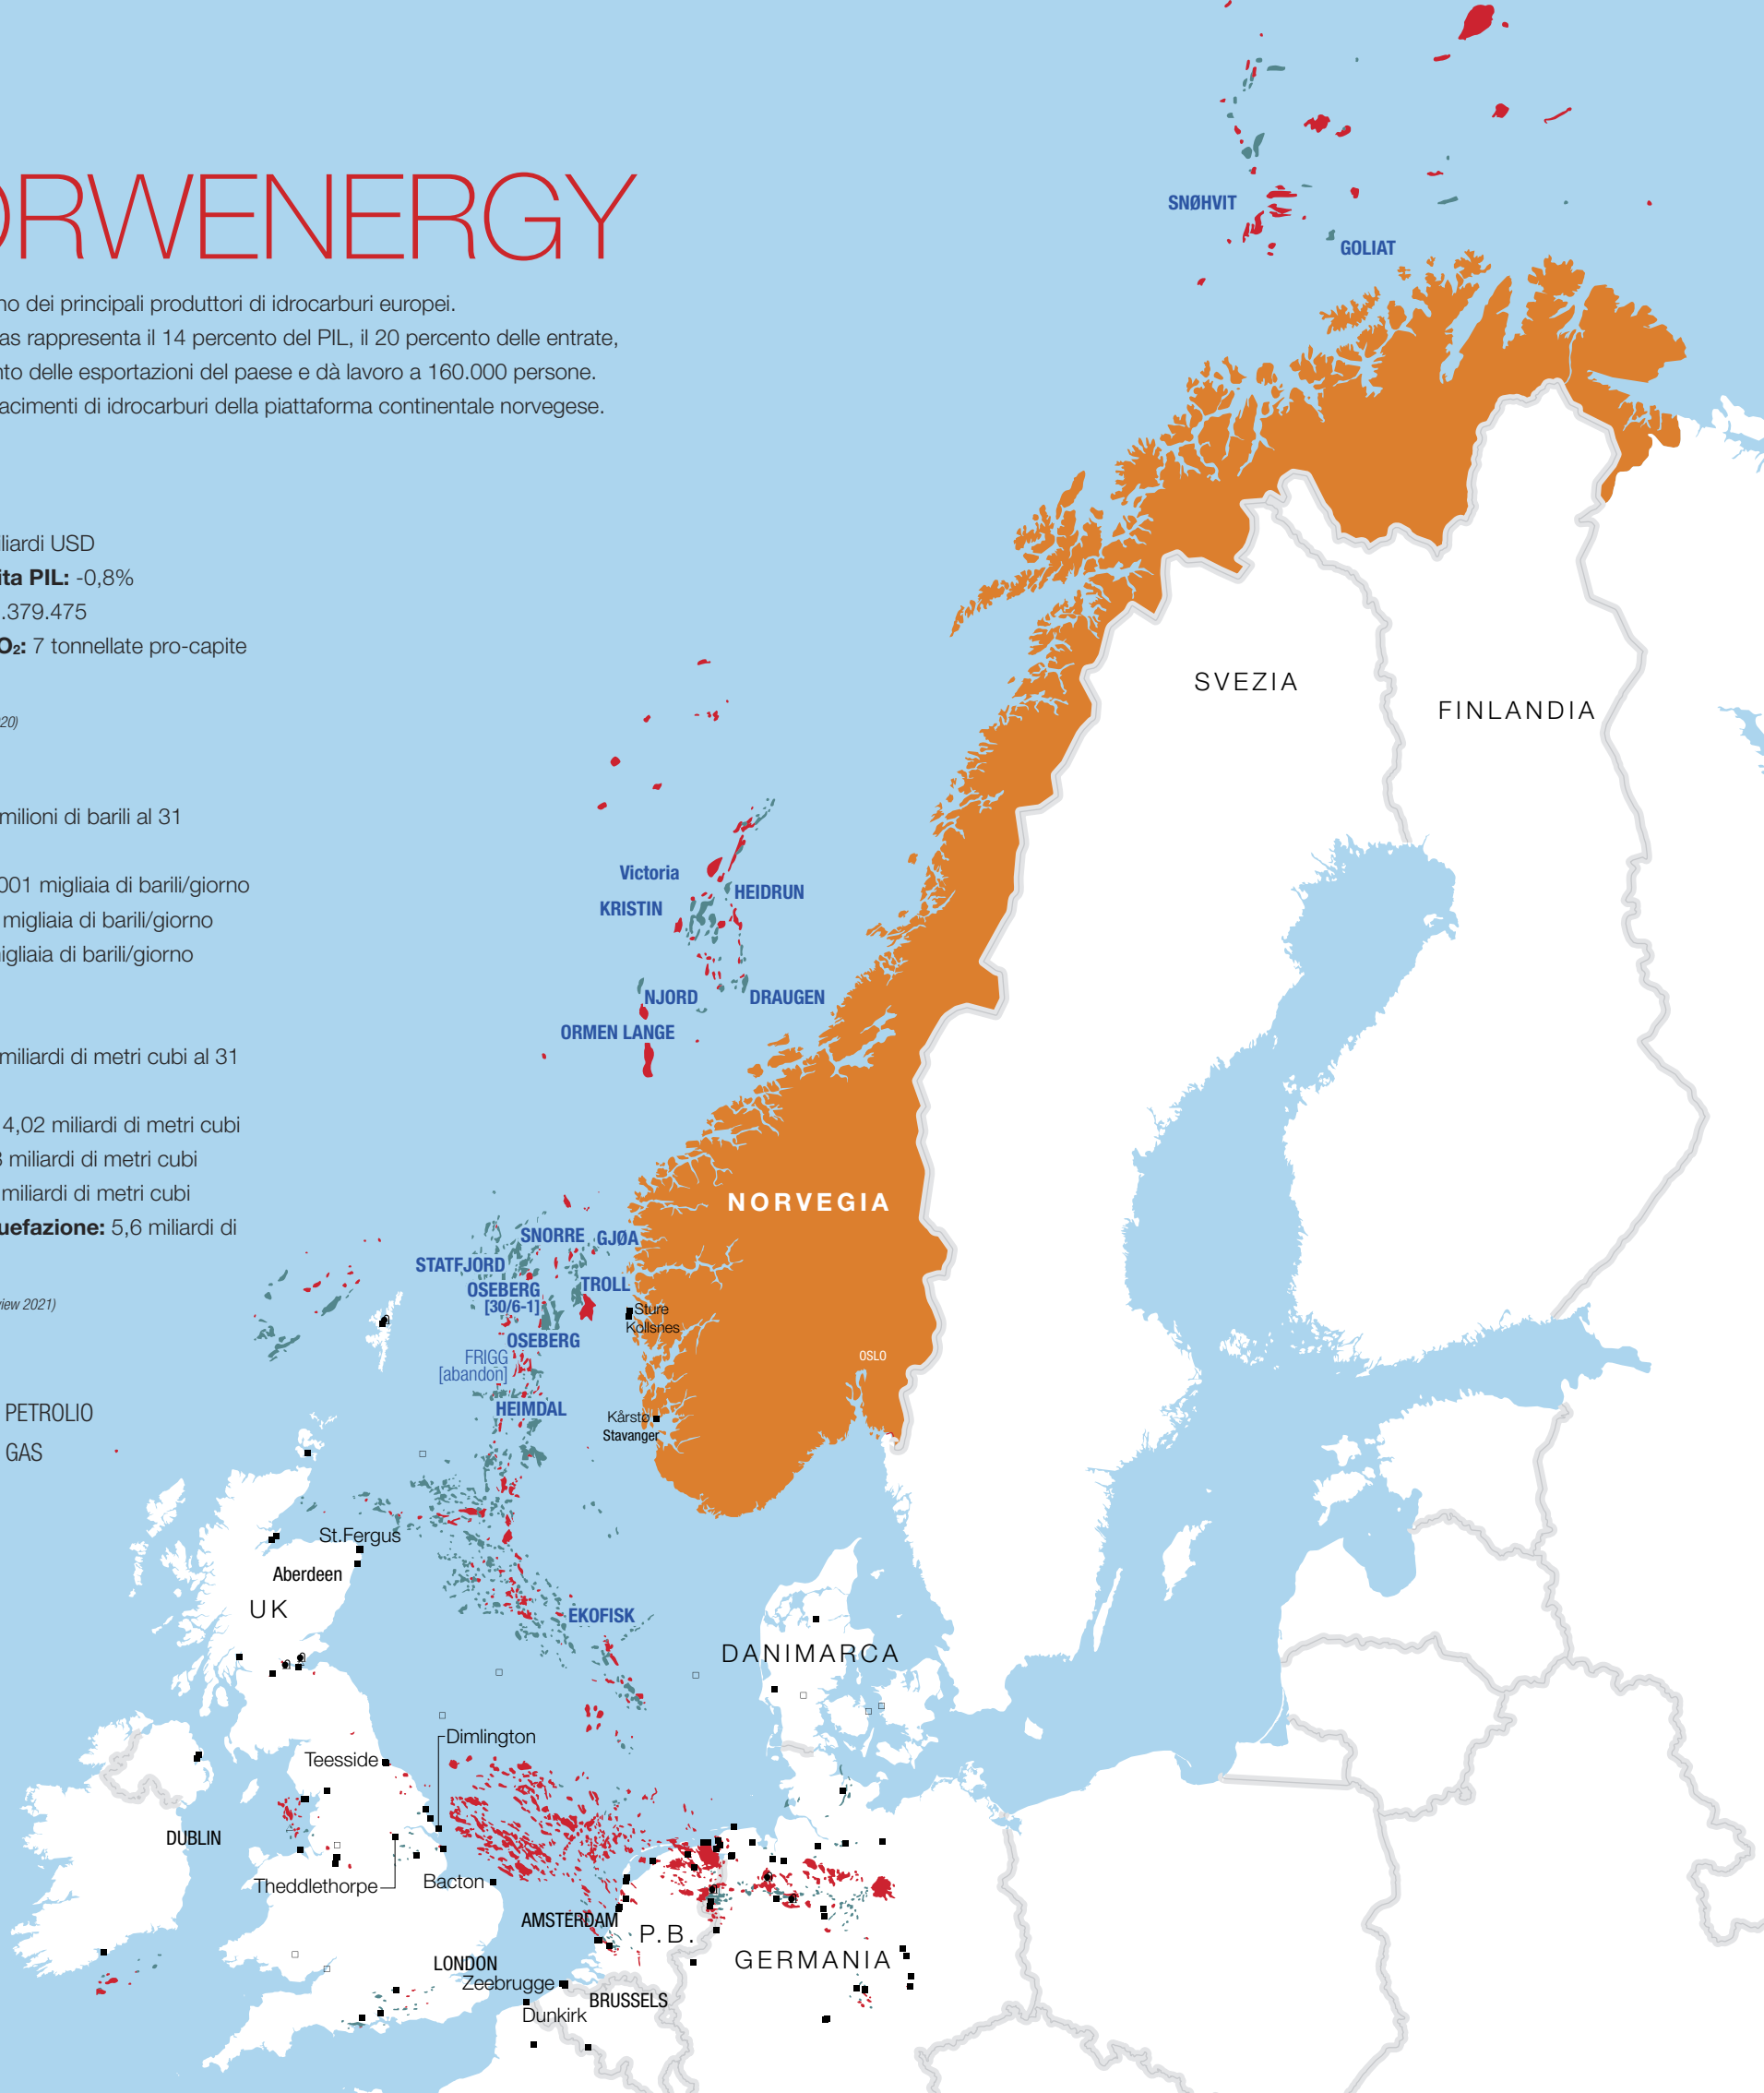 ORWENERGY
no dei principali produttori di idrocarburi europei.
as rappresenta il 14 percento del PIL, il 20 percento delle entrate,
nto delle esportazioni del paese e dà lavoro a 160.000 persone.
acimenti di idrocarburi della piattaforma continentale norvegese.
liardi USD
ita PIL: -0,8%
.379.475
O₂: 7 tonnellate pro-capite
20)
milioni di barili al 31
001 migliaia di barili/giorno
migliaia di barili/giorno
igliaia di barili/giorno
miliardi di metri cubi al 31
4,02 miliardi di metri cubi
3 miliardi di metri cubi
miliardi di metri cubi
uefazione: 5,6 miliardi di
iew 2021)
PETROLIO
GAS
SNØHVIT
GOLIAT
SVEZIA
FINLANDIA
Victoria
HEIDRUN
KRISTIN
NJORD
DRAUGEN
ORMEN LANGE
NORVEGIA
SNORRE
GJØA
STATFJORD
OSEBERG
[30/6-1]
TROLL
Sture
Kollsnes
OSEBERG
FRIGG
[abandon]
OSLO
HEIMDAL
Kårstø
Stavanger
St.Fergus
Aberdeen
UK
EKOFISK
DANIMARCA
Dimlington
Teesside
DUBLIN
Theddlethorpe
Bacton
AMSTERDAM
P.B.
GERMANIA
LONDON
Zeebrugge
BRUSSELS
Dunkirk